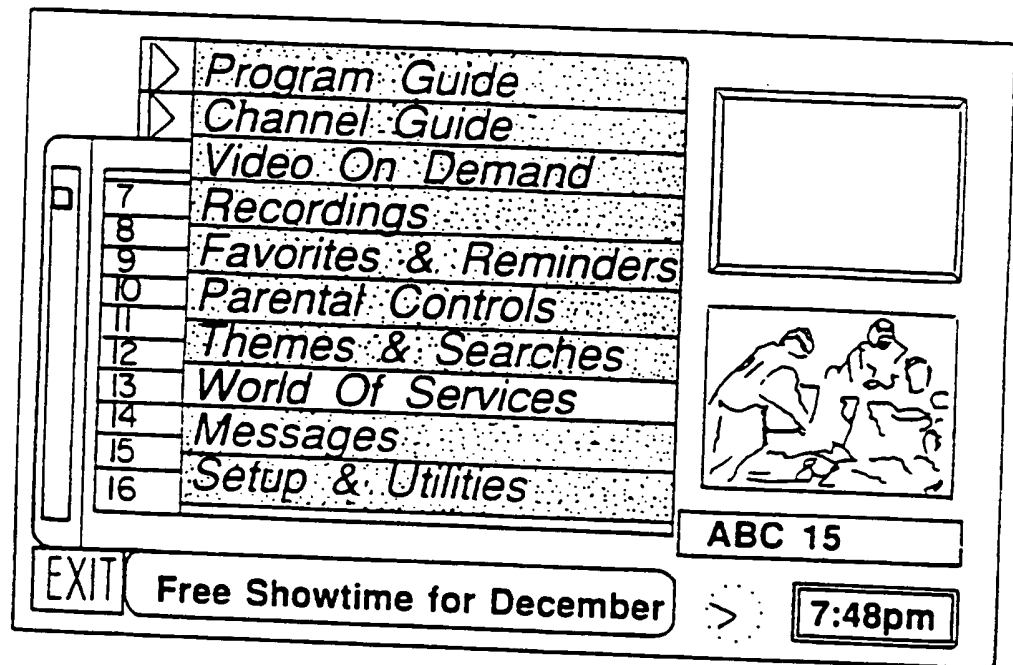 Program Guide
Channel Guide
Video On Demand
7 Recordings
8
9 Favorites & Reminders
10 Parental Controls
11
12 Themes & Searches
13 World Of Services
14
15 Messages
16 Setup & Utilities
ABC 15
EXIT Free Showtime for December > 7:48pm